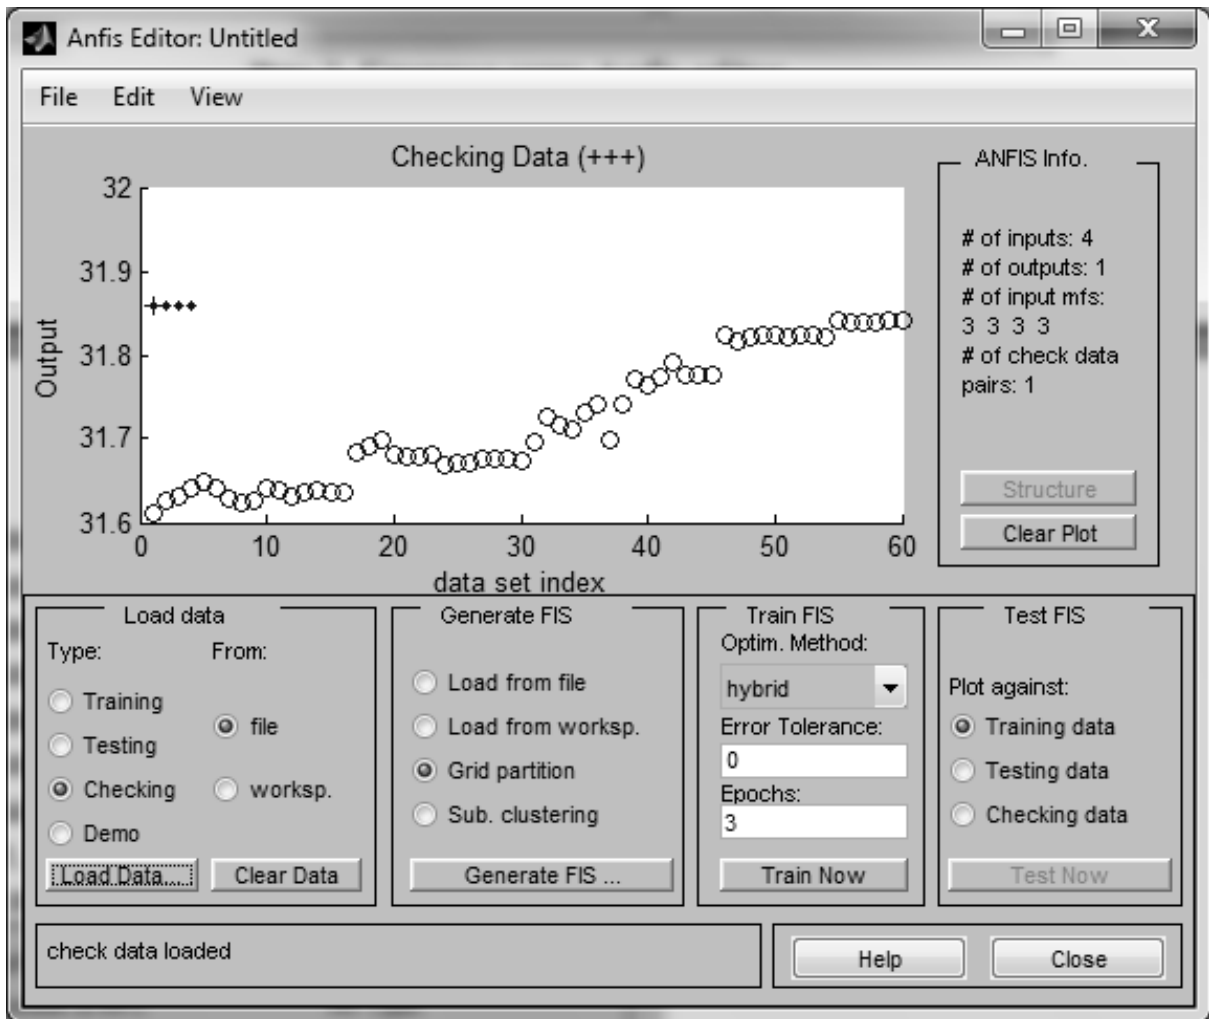 Anfis Editor: Untitled
File Edit View
Checking Data (+++)
32
31.9
31.8
31.7
31.6
Output
0 10 20 30 40 50 60
data set index
ANFIS Info.
# of inputs: 4
# of outputs: 1
# of input mfs:
3 3 3 3
# of check data
pairs: 1
Structure
Clear Plot
Load data
Type: From:
Training
Testing
Checking
Demo
file
worksp.
Load Data... Clear Data
Generate FIS
Load from file
Load from worksp.
Grid partition
Sub. clustering
Generate FIS ...
Train FIS
Optim. Method:
hybrid
Error Tolerance:
0
Epochs:
3
Train Now
Test FIS
Plot against:
Training data
Testing data
Checking data
Test Now
check data loaded
Help Close